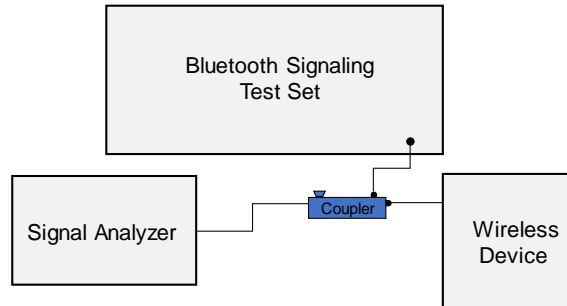 Bluetooth Signaling
Test Set
Signal Analyzer
Coupler
Wireless
Device